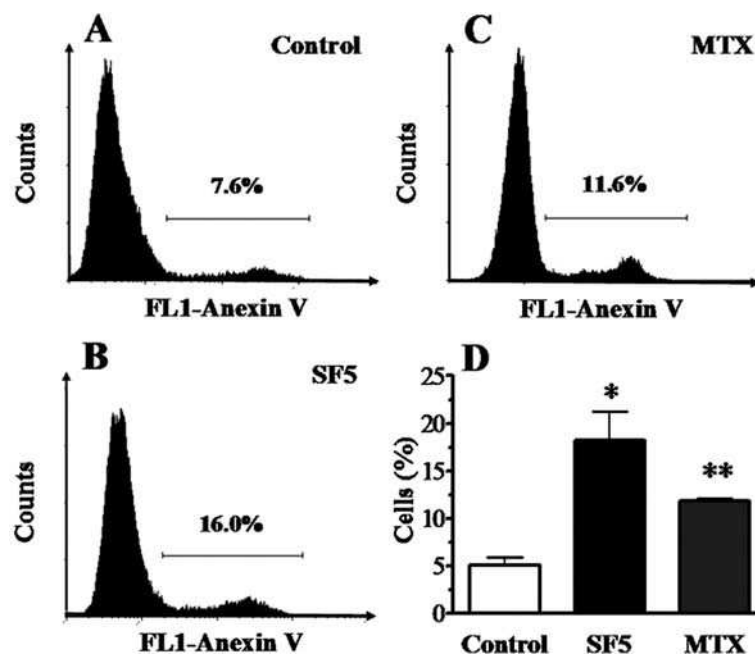 A
Control
Counts
7.6%
FL1-Anexin V
C
MTX
Counts
11.6%
FL1-Anexin V
B
SF5
Counts
16.0%
FL1-Anexin V
D
Cells (%)
25
20
15
10
5
0
*
**
Control SF5 MTX